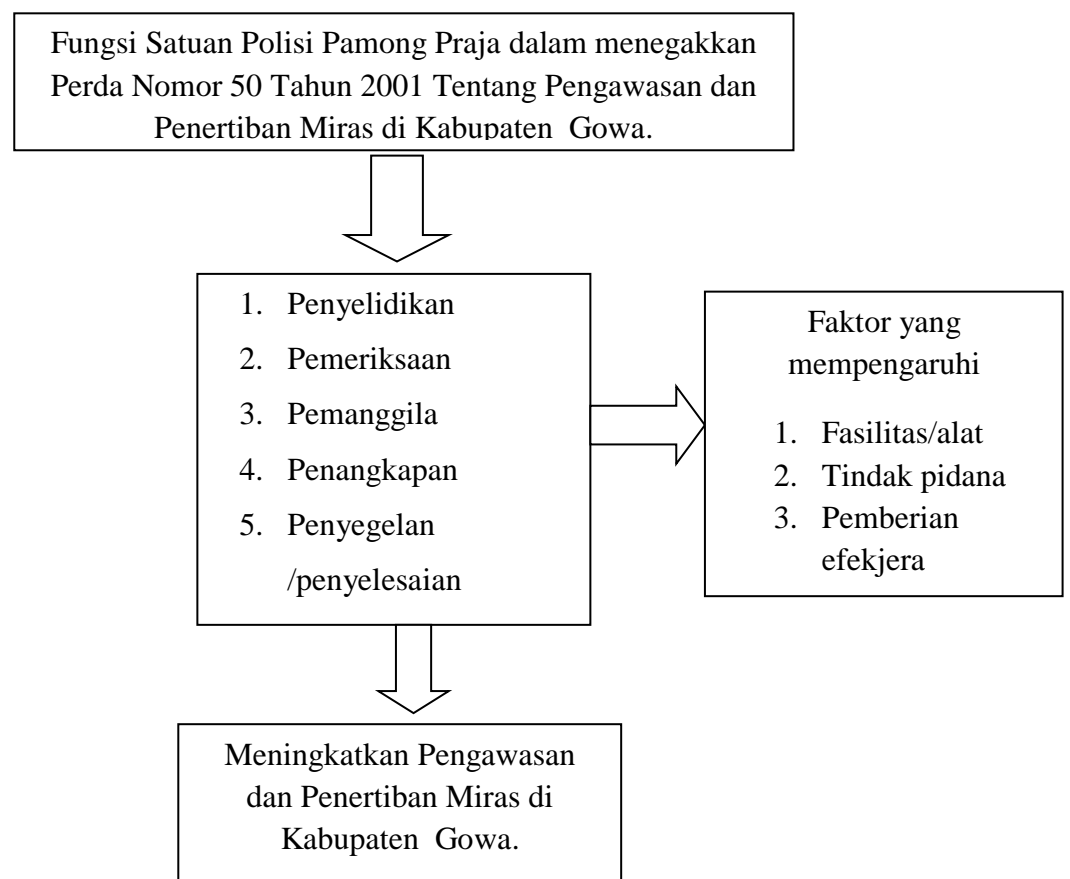 Fungsi Satuan Polisi Pamong Praja dalam menegakkan
Perda Nomor 50 Tahun 2001 Tentang Pengawasan dan
Penertiban Miras di Kabupaten Gowa.
1. Penyelidikan
2. Pemeriksaan
3. Pemanggila
4. Penangkapan
5. Penyegelan
/penyelesaian
Faktor yang
mempengaruhi
1. Fasilitas/alat
2. Tindak pidana
3. Pemberian
efekjera
Meningkatkan Pengawasan
dan Penertiban Miras di
Kabupaten Gowa.